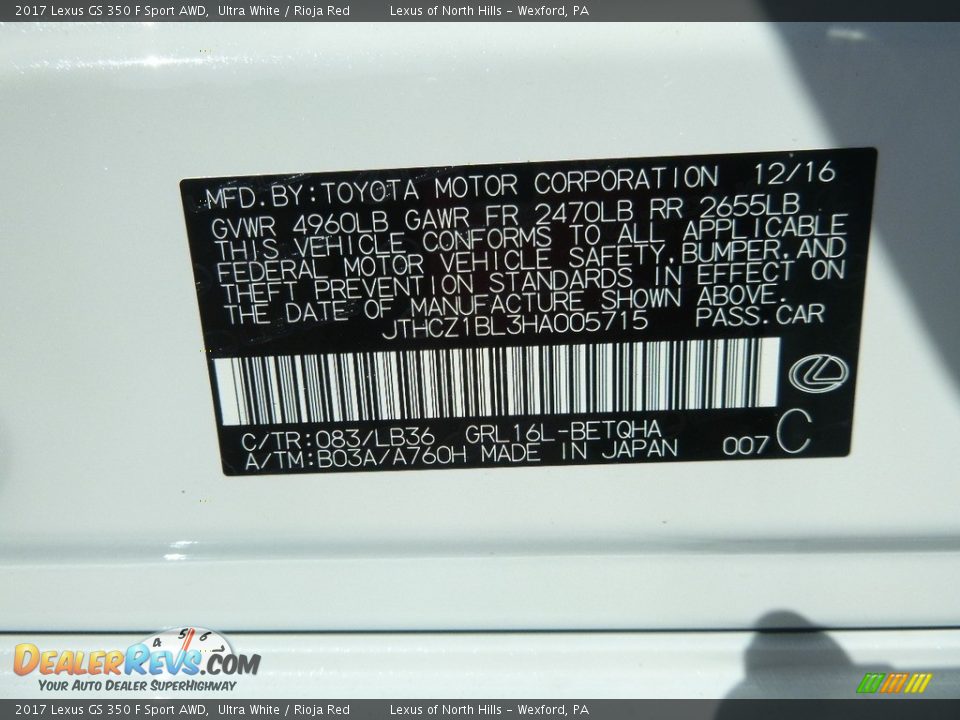 2017 Lexus GS 350 F Sport AWD, Ultra White / Rioja Red Lexus of North Hills - Wexford, PA
MFD.BY:TOYOTA MOTOR CORPORATION 12/16
GVWR 4960LB GAWR FR 2470LB RR 2655LB
THIS VEHICLE CONFORMS TO ALL APPLICABLE
FEDERAL MOTOR VEHICLE SAFETY,BUMPER,AND
THEFT PREVENTION STANDARDS IN EFFECT ON
THE DATE OF MANUFACTURE SHOWN ABOVE.
JTHCZ1BL3HA005715 PASS.CAR
C/TR:083/LB36 GRL16L-BETQHA
A/TM:B03A/A760H MADE IN JAPAN 007 C
4 5 6
DEALERREVS.COM
YOUR AUTO DEALER SUPERHIGHWAY
2017 Lexus GS 350 F Sport AWD, Ultra White / Rioja Red Lexus of North Hills - Wexford, PA